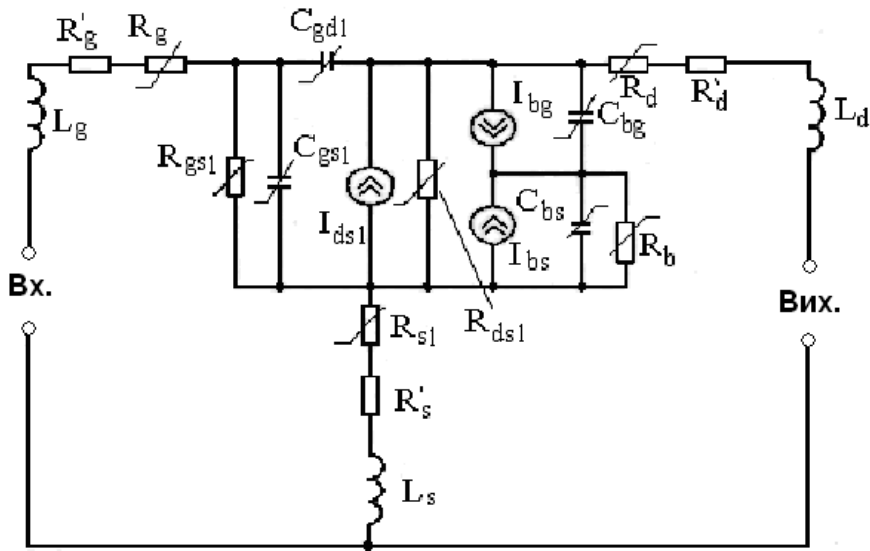 R'g
Rg
Cgd1
Lg
Rgs1
Cgs1
Ids1
Ibg
Cbg
Rd
R'd
Ld
Cbs
Ibs
Rb
Вх.
Вих.
Rs1
Rds1
R's
Ls